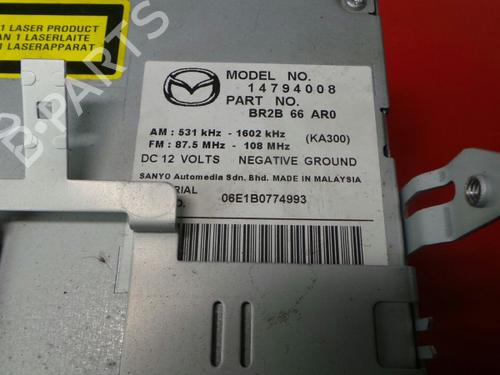 1 LASER PRODUCT
AN 1 LASERLAITE
1 LASERAPPARAT
MODEL NO.
14794008
PART NO.
BR2B 66 AR0
AM : 531 kHz - 1602 kHz (KA300)
FM : 87.5 MHz - 108 MHz
DC 12 VOLTS NEGATIVE GROUND
SANYO Automedia Sdn. Bhd. MADE IN MALAYSIA
RIAL 06E1B0774993
O.